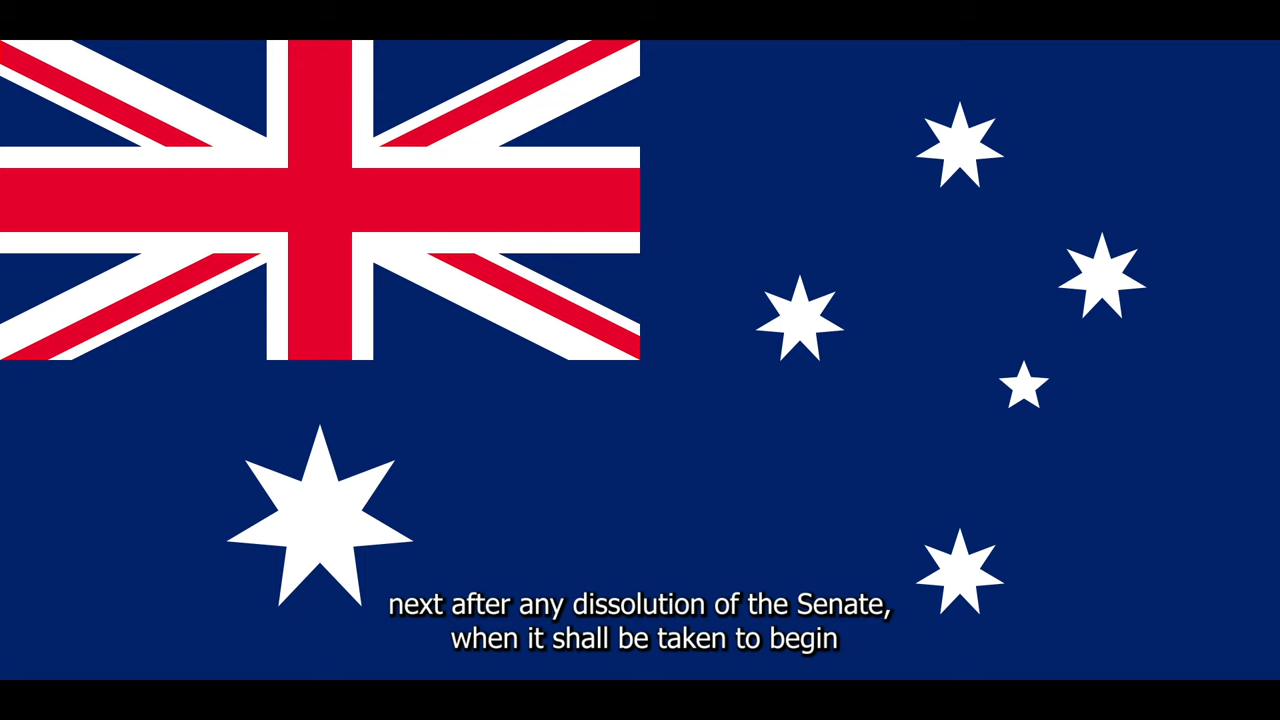 next after any dissolution of the Senate,
when it shall be taken to begin